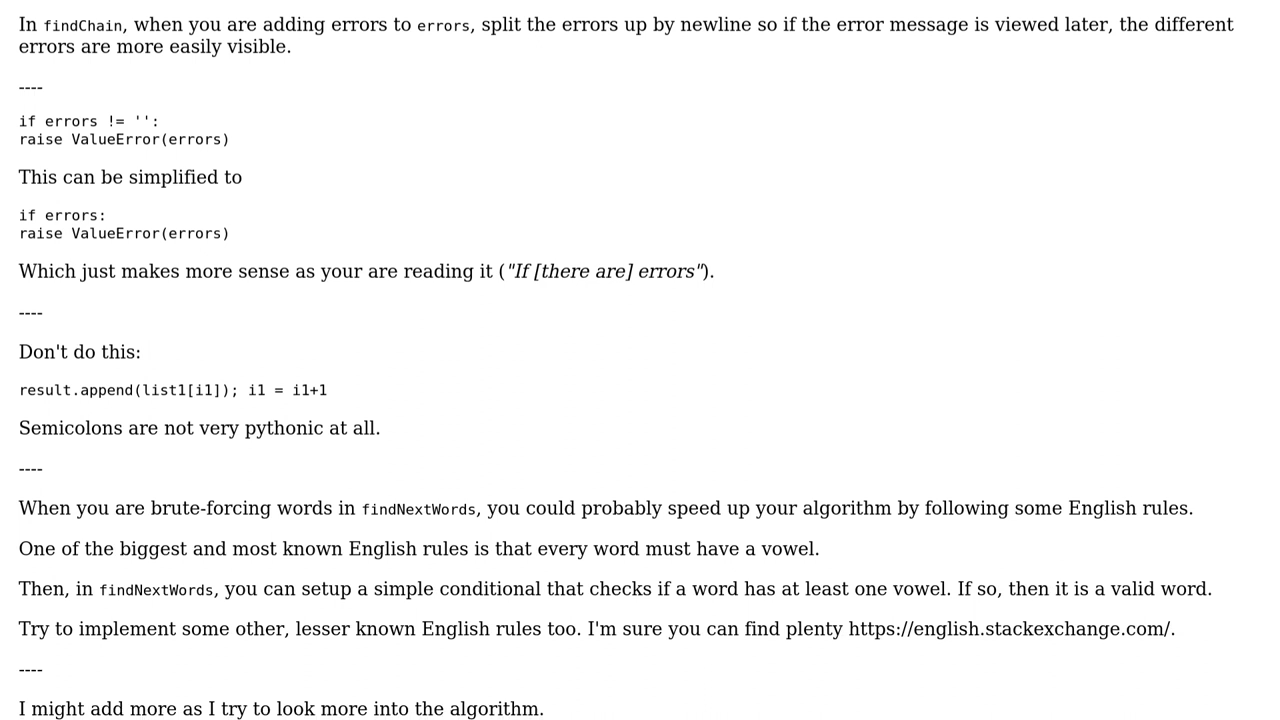 In findChain, when you are adding errors to errors, split the errors up by newline so if the error message is viewed later, the different
errors are more easily visible.
----
if errors != '':
raise ValueError(errors)
This can be simplified to
if errors:
raise ValueError(errors)
Which just makes more sense as your are reading it ("If [there are] errors").
----
Don't do this:
result.append(list1[i1]); i1 = i1+1
Semicolons are not very pythonic at all.
----
When you are brute-forcing words in findNextWords, you could probably speed up your algorithm by following some English rules.
One of the biggest and most known English rules is that every word must have a vowel.
Then, in findNextWords, you can setup a simple conditional that checks if a word has at least one vowel. If so, then it is a valid word.
Try to implement some other, lesser known English rules too. I'm sure you can find plenty https://english.stackexchange.com/.
----
I might add more as I try to look more into the algorithm.